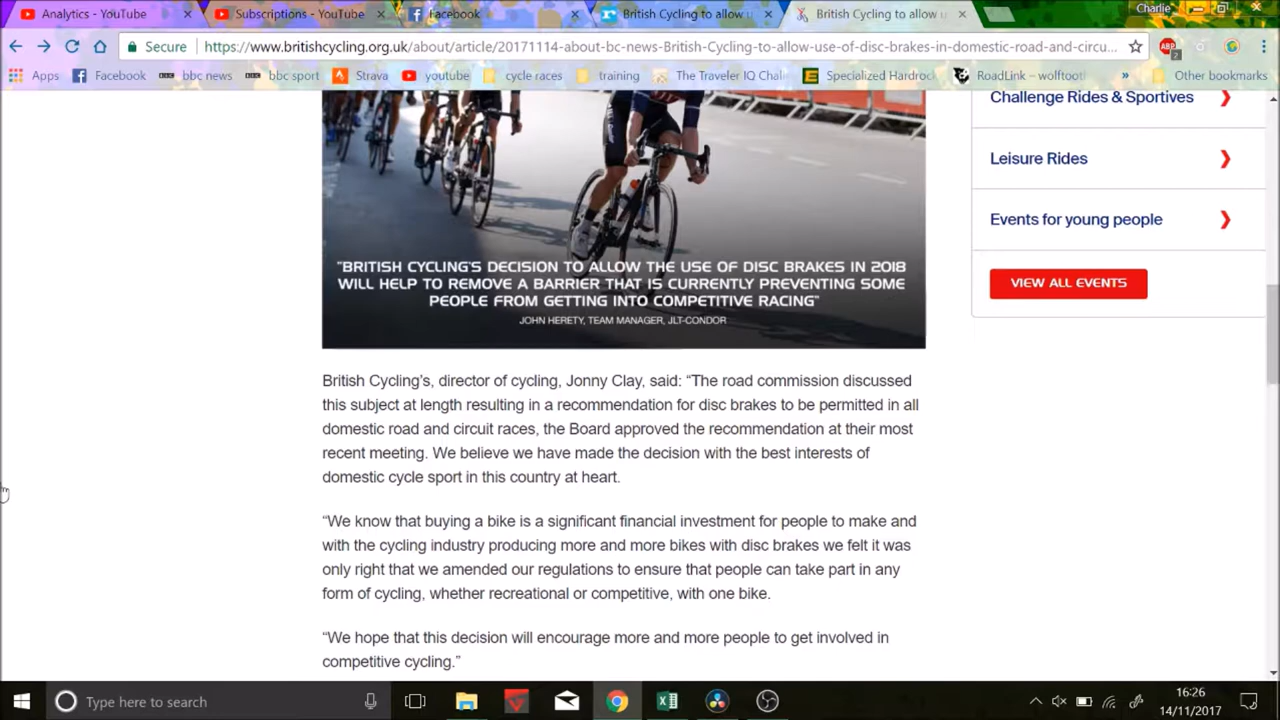 Analytics - YouTube
Subscriptions - YouTube
Facebook
British Cycling to allow u
British Cycling to allow u
Charlie
Secure
https://www.britishcycling.org.uk/about/article/20171114-about-bc-news-British-Cycling-to-allow-use-of-disc-brakes-in-domestic-road-and-circu...
ABP
2
Apps
Facebook
bbc news
bbc sport
Strava
youtube
cycle races
training
The Traveler IQ Chall
Specialized Hardrock
RoadLink – wolftooth
»
Other bookmarks
Challenge Rides & Sportives
Leisure Rides
Events for young people
VIEW ALL EVENTS
"BRITISH CYCLING'S DECISION TO ALLOW THE USE OF DISC BRAKES IN 2018
WILL HELP TO REMOVE A BARRIER THAT IS CURRENTLY PREVENTING SOME
PEOPLE FROM GETTING INTO COMPETITIVE RACING"
JOHN HERETY, TEAM MANAGER, JLT-CONDOR
British Cycling's, director of cycling, Jonny Clay, said: “The road commission discussed
this subject at length resulting in a recommendation for disc brakes to be permitted in all
domestic road and circuit races, the Board approved the recommendation at their most
recent meeting. We believe we have made the decision with the best interests of
domestic cycle sport in this country at heart.
“We know that buying a bike is a significant financial investment for people to make and
with the cycling industry producing more and more bikes with disc brakes we felt it was
only right that we amended our regulations to ensure that people can take part in any
form of cycling, whether recreational or competitive, with one bike.
“We hope that this decision will encourage more and more people to get involved in
competitive cycling.”
Type here to search
16:26
14/11/2017